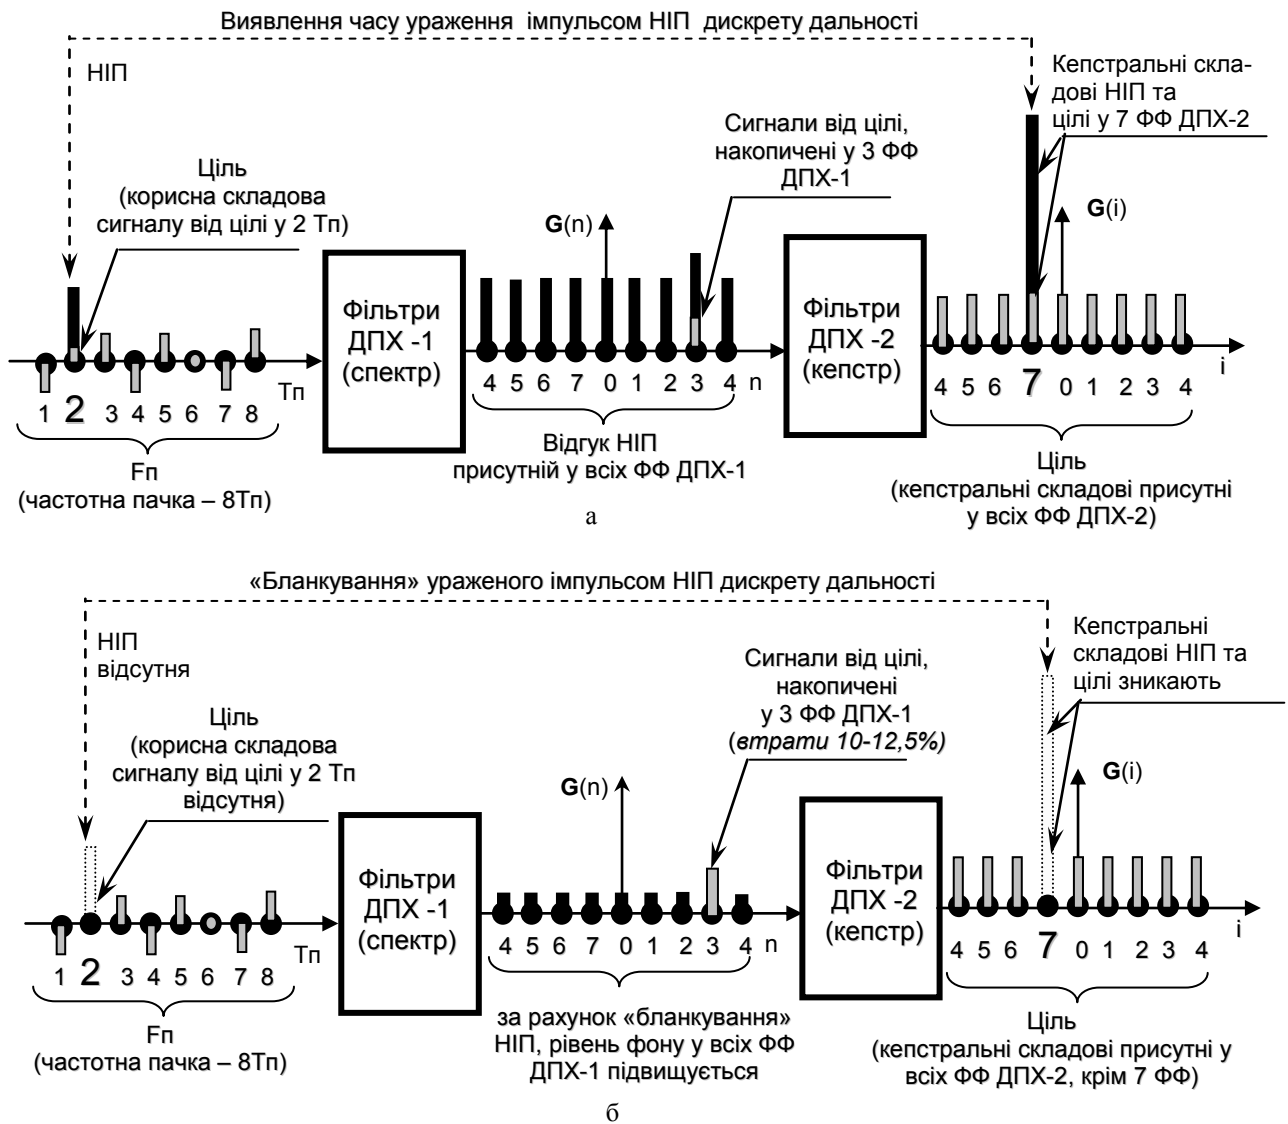 Виявлення часу ураження імпульсом НІП дискрету дальності
НІП
Ціль
(корисна складова
сигналу від цілі у 2 Тп)
Сигнали від цілі,
накопичені у 3 ФФ
ДПХ-1
Кепстральні скла-
дові НІП та
цілі у 7 ФФ ДПХ-2
G(n)
G(i)
Фільтри
ДПХ -1
(спектр)
Фільтри
ДПХ -2
(кепстр)
1 2 3 4 5 6 7 8
Тп
4 5 6 7 0 1 2 3 4 n
4 5 6 7 0 1 2 3 4
i
Fп
(частотна пачка – 8Тп)
Відгук НІП
присутній у всіх ФФ ДПХ-1
Ціль
(кепстральні складові присутні
у всіх ФФ ДПХ-2)
а
«Бланкування» ураженого імпульсом НІП дискрету дальності
НІП
відсутня
Ціль
(корисна складова
сигналу від цілі у 2 Тп
відсутня)
Сигнали від цілі,
накопичені
у 3 ФФ ДПХ-1
(втрати 10-12,5%)
Кепстральні
складові НІП та
цілі зникають
G(n)
G(i)
Фільтри
ДПХ -1
(спектр)
Фільтри
ДПХ -2
(кепстр)
1 2 3 4 5 6 7 8
Тп
4 5 6 7 0 1 2 3 4 n
4 5 6 7 0 1 2 3 4
i
Fп
(частотна пачка – 8Тп)
за рахунок «бланкування»
НІП, рівень фону у всіх ФФ
ДПХ-1 підвищується
Ціль
(кепстральні складові присутні у
всіх ФФ ДПХ-2, крім 7 ФФ)
б